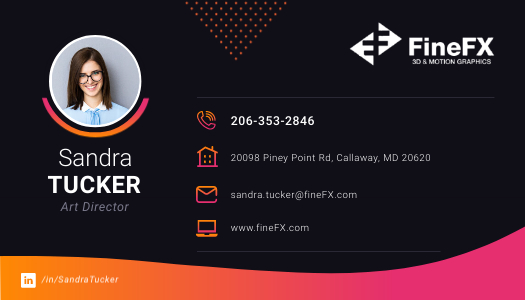 FineFX
3D & MOTION GRAPHICS
Sandra
TUCKER
Art Director
206-353-2846
20098 Piney Point Rd, Callaway, MD 20620
sandra.tucker@fineFX.com
www.fineFX.com
in /in/SandraTucker